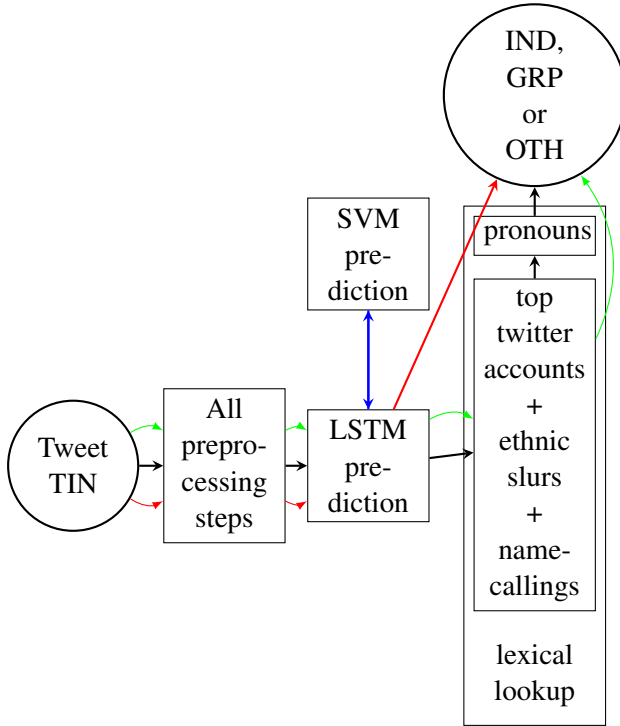 IND,
GRP
or
OTH
pronouns
SVM
pre-
diction
top
twitter
accounts
+
ethnic
slurs
+
name-
callings
Tweet
TIN
All
prepro-
cessing
steps
LSTM
pre-
diction
lexical
lookup